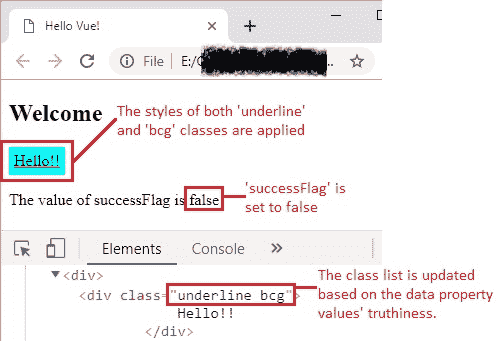 Hello Vue!
File
E:/
Welcome
The styles of both 'underline'
and 'bcg' classes are applied
Hello!!
The value of successFlag is false
'successFlag' is
set to false
Elements
Console
»
▼<div>
<div class="underline bcg">
Hello!!
</div>
The class list is updated
based on the data property
values' truthiness.